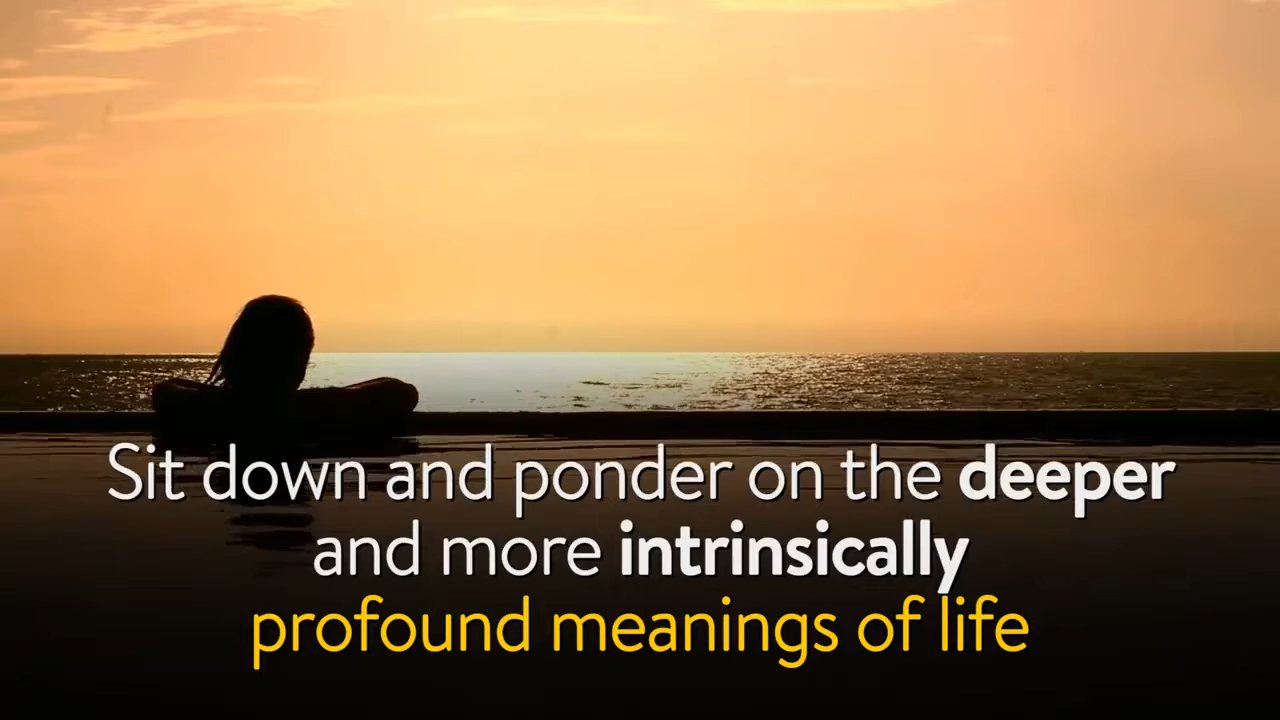 Sit down and ponder on the deeper
and more intrinsically
profound meanings of life